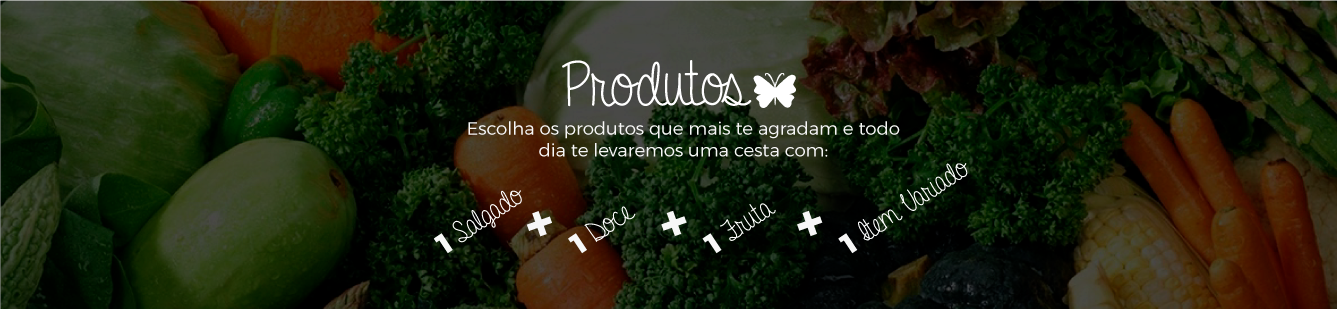 Produtos
Escolha os produtos que mais te agradam e todo
dia te levaremos uma cesta com:
1 Salgado + 1 Doce + 1 Fruta + 1 Item Variado